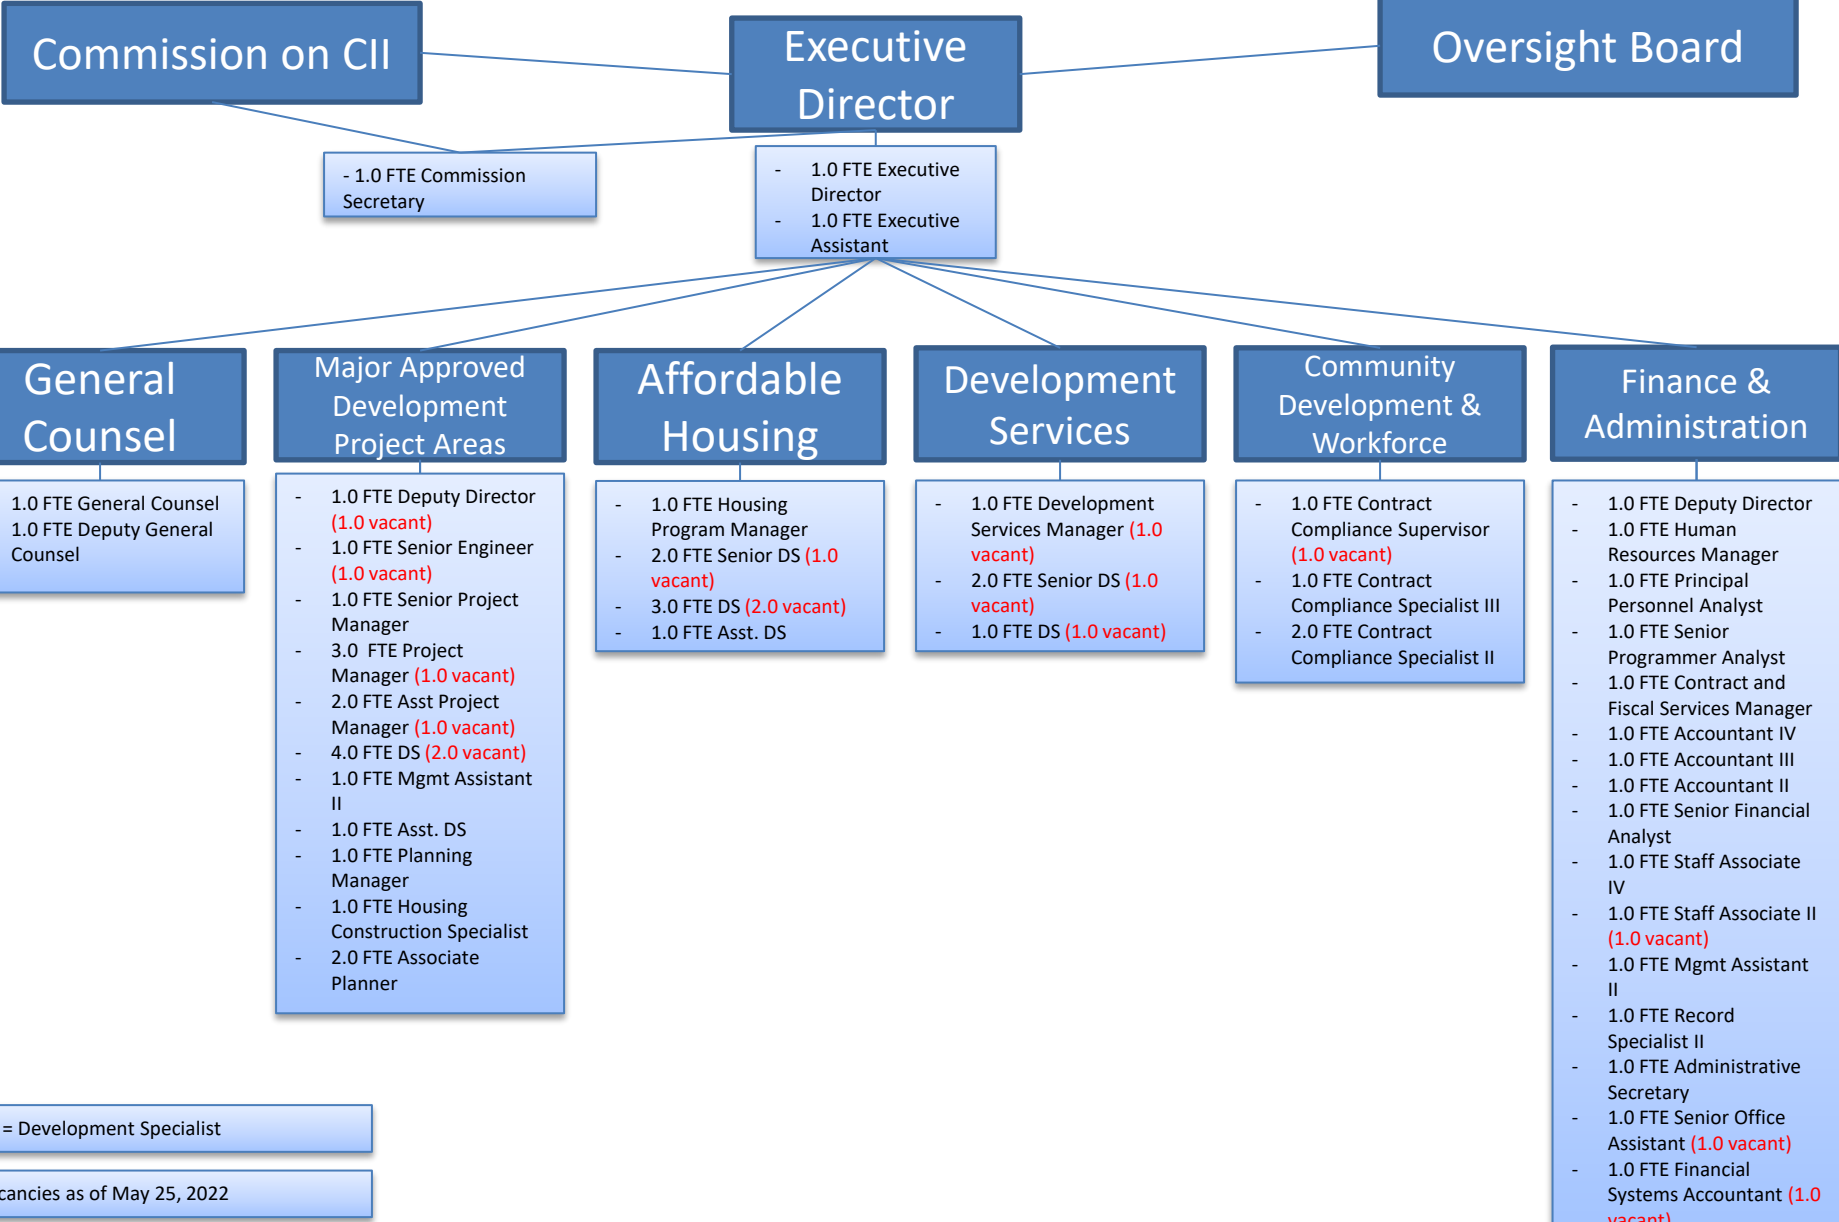 Commission on CII
Executive
Director
Oversight Board
- 1.0 FTE Commission
Secretary
- 1.0 FTE Executive
Director
- 1.0 FTE Executive
Assistant
General
Counsel
1.0 FTE General Counsel
1.0 FTE Deputy General
Counsel
Major Approved
Development
Project Areas
- 1.0 FTE Deputy Director
(1.0 vacant)
- 1.0 FTE Senior Engineer
(1.0 vacant)
- 1.0 FTE Senior Project
Manager
- 3.0 FTE Project
Manager (1.0 vacant)
- 2.0 FTE Asst Project
Manager (1.0 vacant)
- 4.0 FTE DS (2.0 vacant)
- 1.0 FTE Mgmt Assistant
II
- 1.0 FTE Asst. DS
- 1.0 FTE Planning
Manager
- 1.0 FTE Housing
Construction Specialist
- 2.0 FTE Associate
Planner
Affordable
Housing
- 1.0 FTE Housing
Program Manager
- 2.0 FTE Senior DS (1.0
vacant)
- 3.0 FTE DS (2.0 vacant)
- 1.0 FTE Asst. DS
Development
Services
- 1.0 FTE Development
Services Manager (1.0
vacant)
- 2.0 FTE Senior DS (1.0
vacant)
- 1.0 FTE DS (1.0 vacant)
Community
Development &
Workforce
- 1.0 FTE Contract
Compliance Supervisor
(1.0 vacant)
- 1.0 FTE Contract
Compliance Specialist III
- 2.0 FTE Contract
Compliance Specialist II
Finance &
Administration
- 1.0 FTE Deputy Director
- 1.0 FTE Human
Resources Manager
- 1.0 FTE Principal
Personnel Analyst
- 1.0 FTE Senior
Programmer Analyst
- 1.0 FTE Contract and
Fiscal Services Manager
- 1.0 FTE Accountant IV
- 1.0 FTE Accountant III
- 1.0 FTE Accountant II
- 1.0 FTE Senior Financial
Analyst
- 1.0 FTE Staff Associate
IV
- 1.0 FTE Staff Associate II
(1.0 vacant)
- 1.0 FTE Mgmt Assistant
II
- 1.0 FTE Record
Specialist II
- 1.0 FTE Administrative
Secretary
- 1.0 FTE Senior Office
Assistant (1.0 vacant)
- 1.0 FTE Financial
Systems Accountant (1.0
vacant)
= Development Specialist
cancies as of May 25, 2022